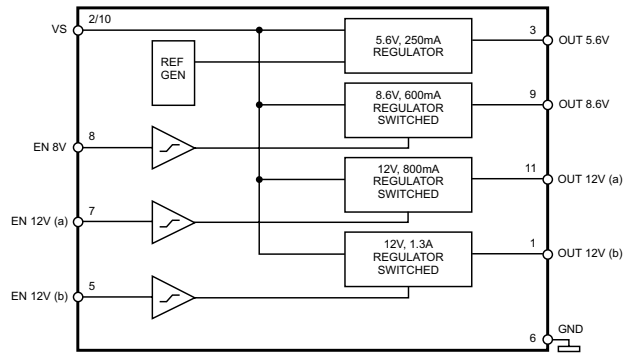 VS
2/10
5.6V, 250mA
REGULATOR
3
OUT 5.6V
REF
GEN
8.6V, 600mA
REGULATOR
SWITCHED
9
OUT 8.6V
EN 8V
8
12V, 800mA
REGULATOR
SWITCHED
11
OUT 12V (a)
EN 12V (a)
7
12V, 1.3A
REGULATOR
SWITCHED
1
OUT 12V (b)
EN 12V (b)
5
6
GND